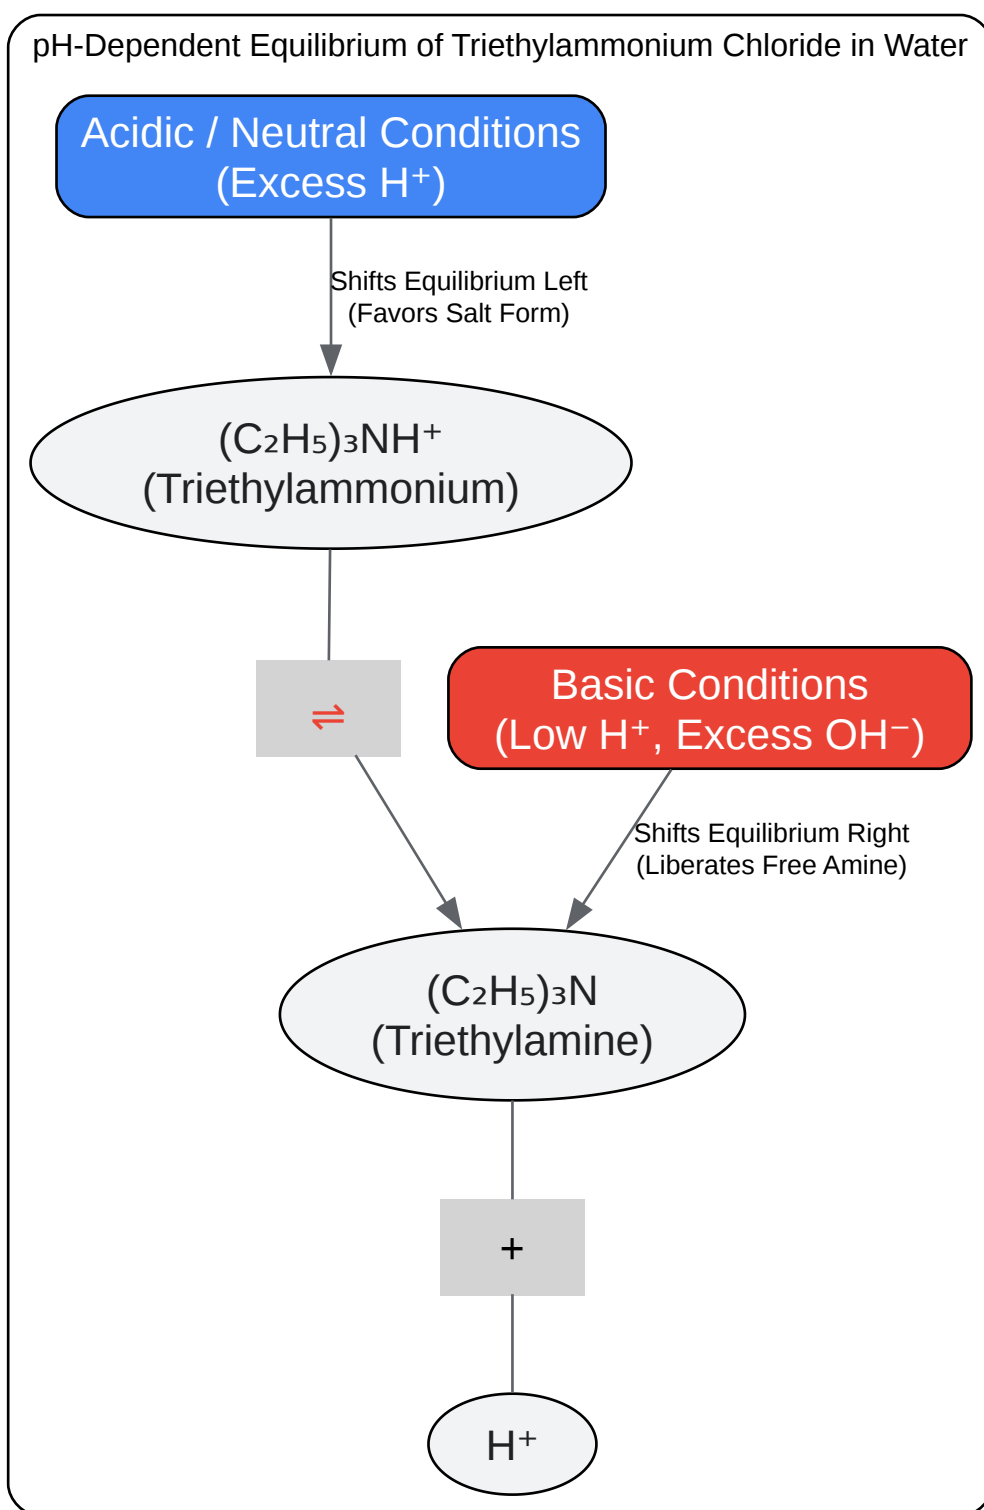 pH-Dependent Equilibrium of Triethylammonium Chloride in Water
Acidic / Neutral Conditions
(Excess H⁺)
Shifts Equilibrium Left
(Favors Salt Form)
(C₂H₅)₃NH⁺
(Triethylammonium)
⇌
Basic Conditions
(Low H⁺, Excess OH⁻)
Shifts Equilibrium Right
(Liberates Free Amine)
(C₂H₅)₃N
(Triethylamine)
+
H⁺